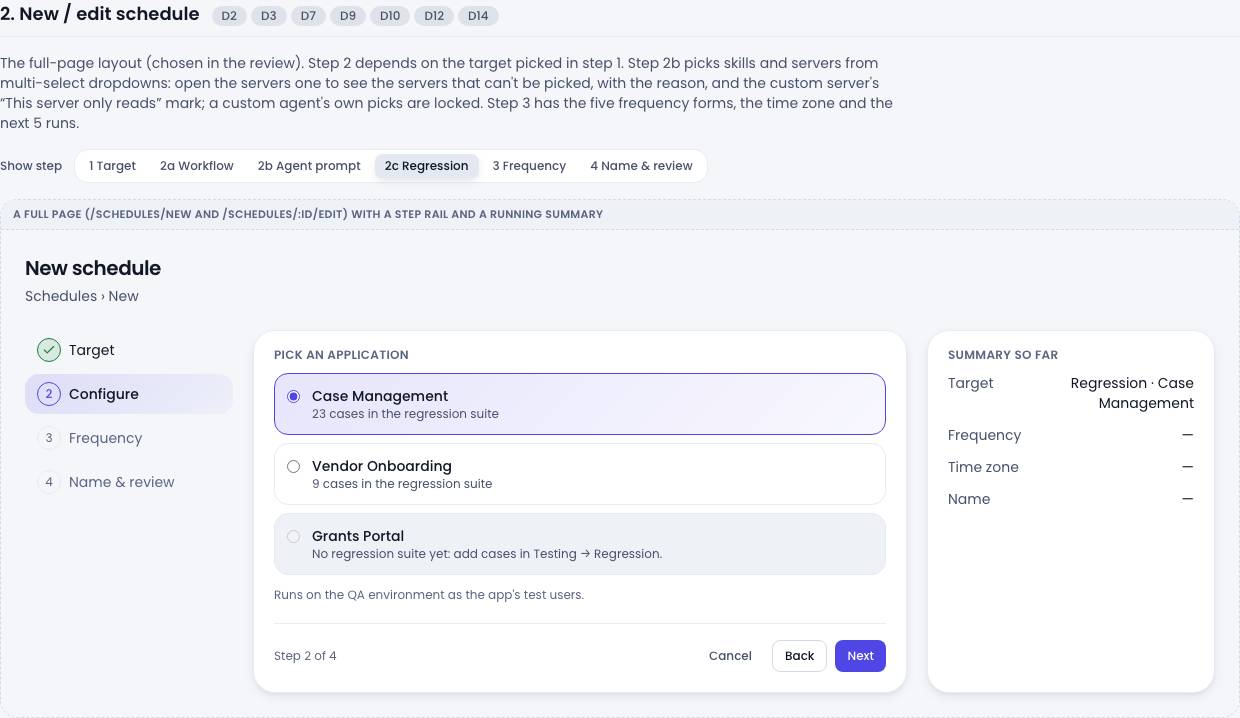 2. New / edit schedule D2 D3 D7 D9 D10 D12 D14
The full-page layout (chosen in the review). Step 2 depends on the target picked in step 1. Step 2b picks skills and servers from
multi-select dropdowns: open the servers one to see the servers that can't be picked, with the reason, and the custom server's
“This server only reads” mark; a custom agent's own picks are locked. Step 3 has the five frequency forms, the time zone and the
next 5 runs.
Show step 1 Target 2a Workflow 2b Agent prompt 2c Regression 3 Frequency 4 Name & review
A FULL PAGE (/SCHEDULES/NEW AND /SCHEDULES/:ID/EDIT) WITH A STEP RAIL AND A RUNNING SUMMARY
New schedule
Schedules › New
Target
2 Configure
3 Frequency
4 Name & review
PICK AN APPLICATION
Case Management
23 cases in the regression suite
Vendor Onboarding
9 cases in the regression suite
Grants Portal
No regression suite yet: add cases in Testing → Regression.
Runs on the QA environment as the app's test users.
Step 2 of 4 Cancel Back Next
SUMMARY SO FAR
Target Regression · Case
Management
Frequency —
Time zone —
Name —